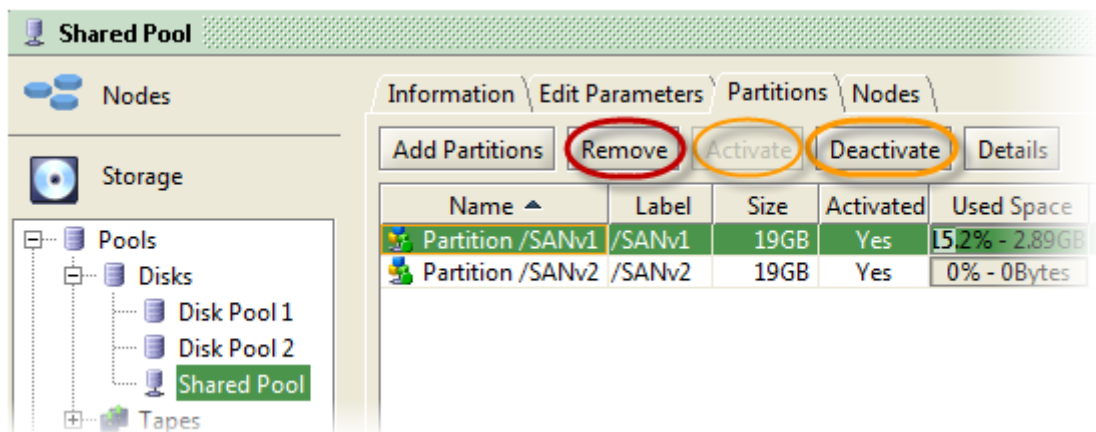 Shared Pool
Nodes
Storage
Pools
Disks
Disk Pool 1
Disk Pool 2
Shared Pool
Tapes
Information Edit Parameters Partitions Nodes
Add Partitions Remove Activate Deactivate Details
Name Label Size Activated Used Space
Partition /SANv1 /SANv1 19GB Yes 15.2% - 2.89GB
Partition /SANv2 /SANv2 19GB Yes 0% - 0Bytes